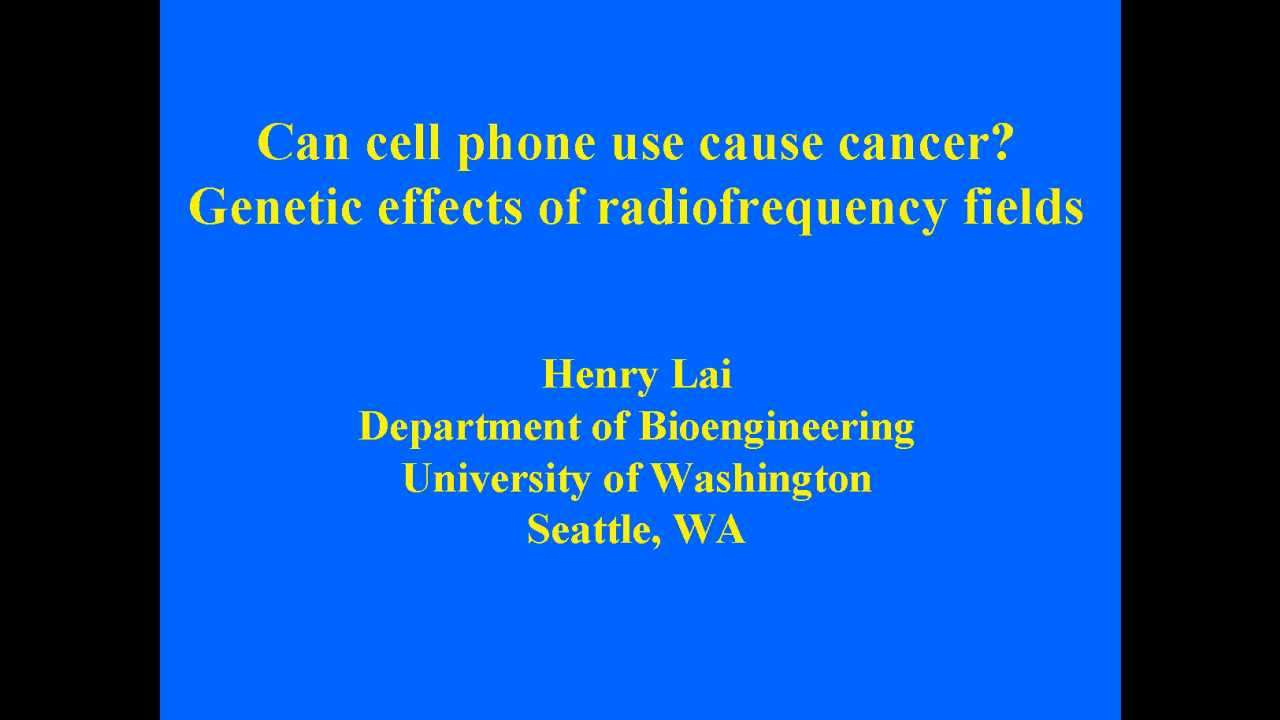 Can cell phone use cause cancer?
Genetic effects of radiofrequency fields
Henry Lai
Department of Bioengineering
University of Washington
Seattle, WA